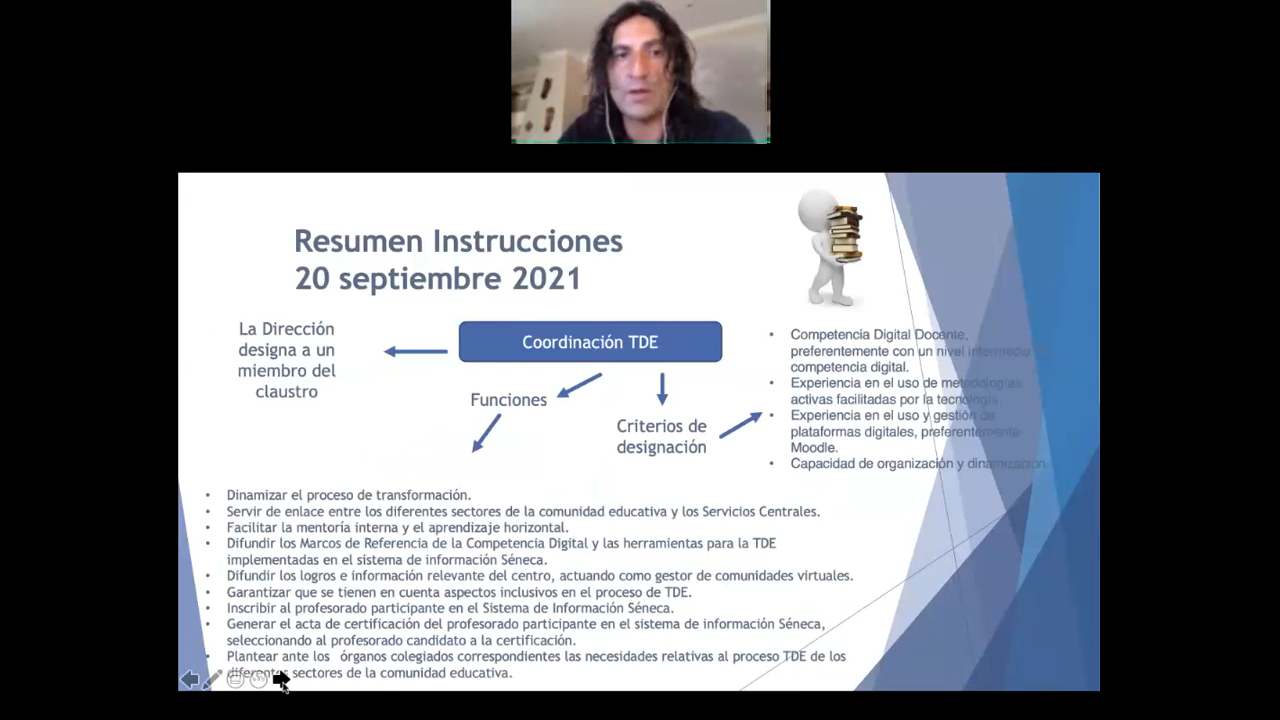 Resumen Instrucciones
20 septiembre 2021
La Dirección
designa a un
miembro del
claustro
Coordinación TDE
Funciones
Criterios de
designación
• Competencia Digital Docente,
preferentemente con un nivel intermedio de
competencia digital.
• Experiencia en el uso de metodologías
activas facilitadas por la tecnología.
• Experiencia en el uso y gestión de
plataformas digitales, preferentemente
Moodle.
• Capacidad de organización y dinamización.
• Dinamizar el proceso de transformación.
• Servir de enlace entre los diferentes sectores de la comunidad educativa y los Servicios Centrales.
• Facilitar la mentoría interna y el aprendizaje horizontal.
• Difundir los Marcos de Referencia de la Competencia Digital y las herramientas para la TDE
implementadas en el sistema de información Séneca.
• Difundir los logros e información relevante del centro, actuando como gestor de comunidades virtuales.
• Garantizar que se tienen en cuenta aspectos inclusivos en el proceso de TDE.
• Inscribir al profesorado participante en el Sistema de Información Séneca.
• Generar el acta de certificación del profesorado participante en el sistema de información Séneca,
seleccionando al profesorado candidato a la certificación.
• Plantear ante los órganos colegiados correspondientes las necesidades relativas al proceso TDE de los
diferentes sectores de la comunidad educativa.